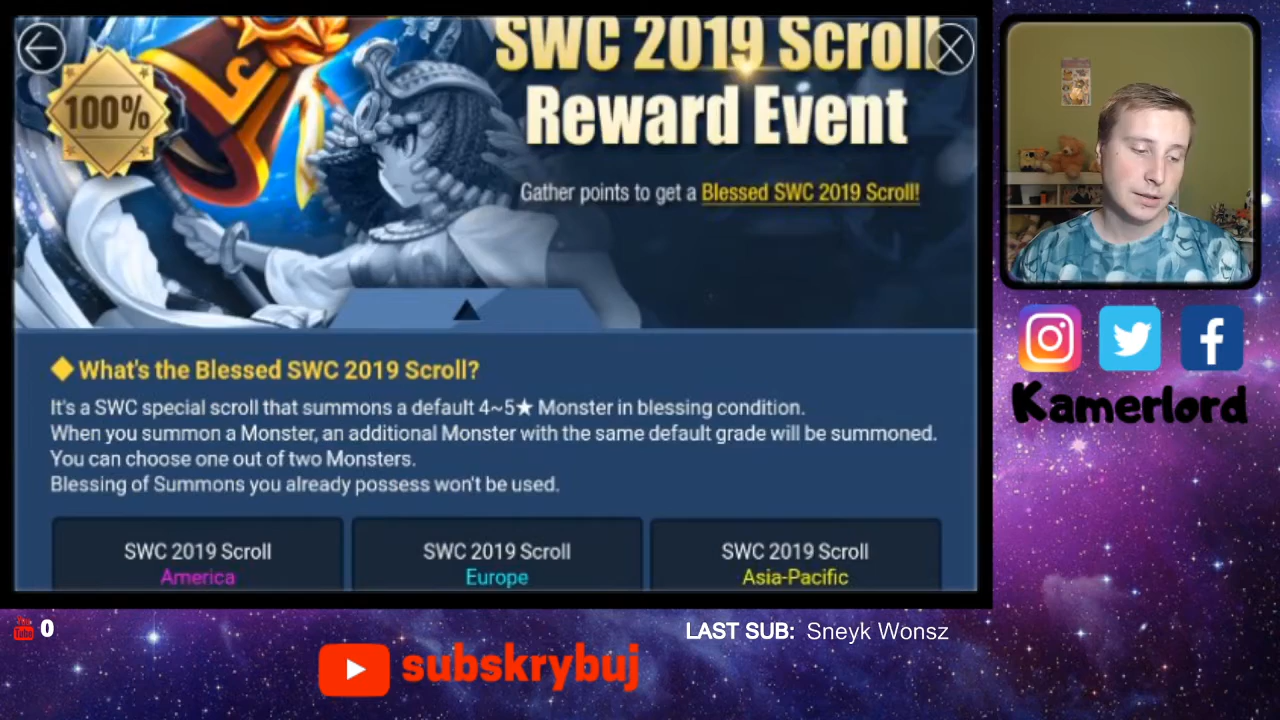 SWC 2019 Scroll
Reward Event
100%
Gather points to get a Blessed SWC 2019 Scroll!
What's the Blessed SWC 2019 Scroll?
It's a SWC special scroll that summons a default 4~5★ Monster in blessing condition.
When you summon a Monster, an additional Monster with the same default grade will be summoned.
You can choose one out of two Monsters.
Blessing of Summons you already possess won't be used.
SWC 2019 Scroll
America
SWC 2019 Scroll
Europe
SWC 2019 Scroll
Asia-Pacific
Kamerlord
You Tube 0
LAST SUB: Sneyk Wonsz
subskrybuj